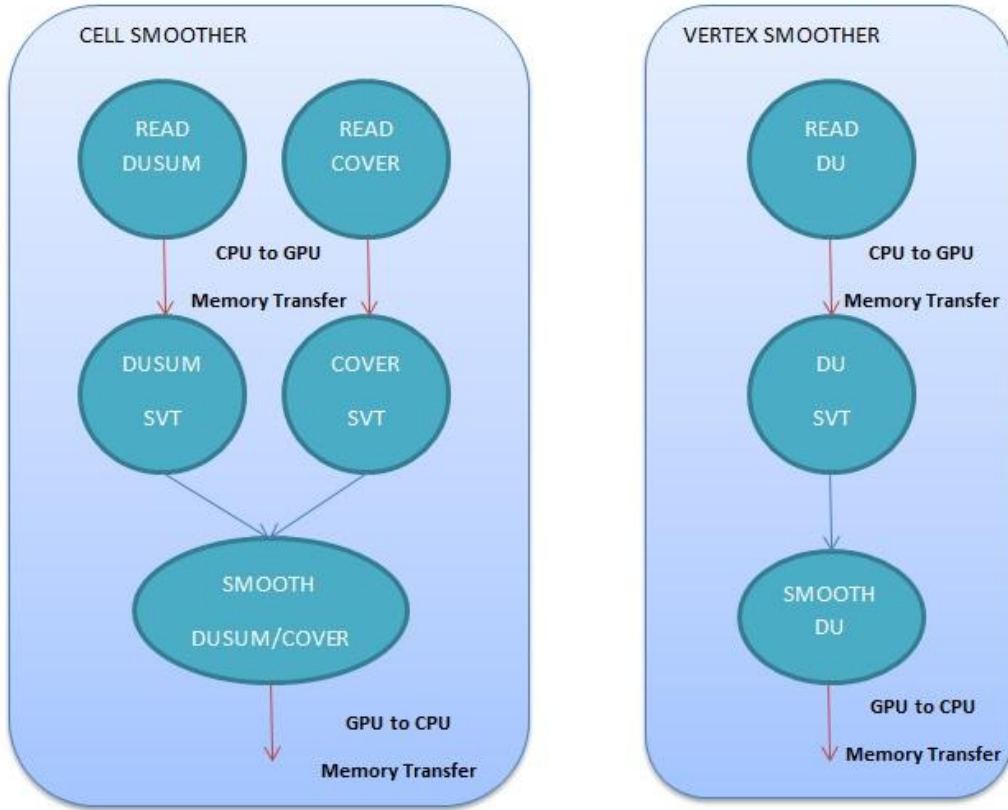 CELL SMOOTHER
READ
DUSUM
READ
COVER
CPU to GPU
Memory Transfer
DUSUM
SVT
COVER
SVT
SMOOTH
DUSUM/COVER
GPU to CPU
Memory Transfer
VERTEX SMOOTHER
READ
DU
CPU to GPU
Memory Transfer
DU
SVT
SMOOTH
DU
GPU to CPU
Memory Transfer